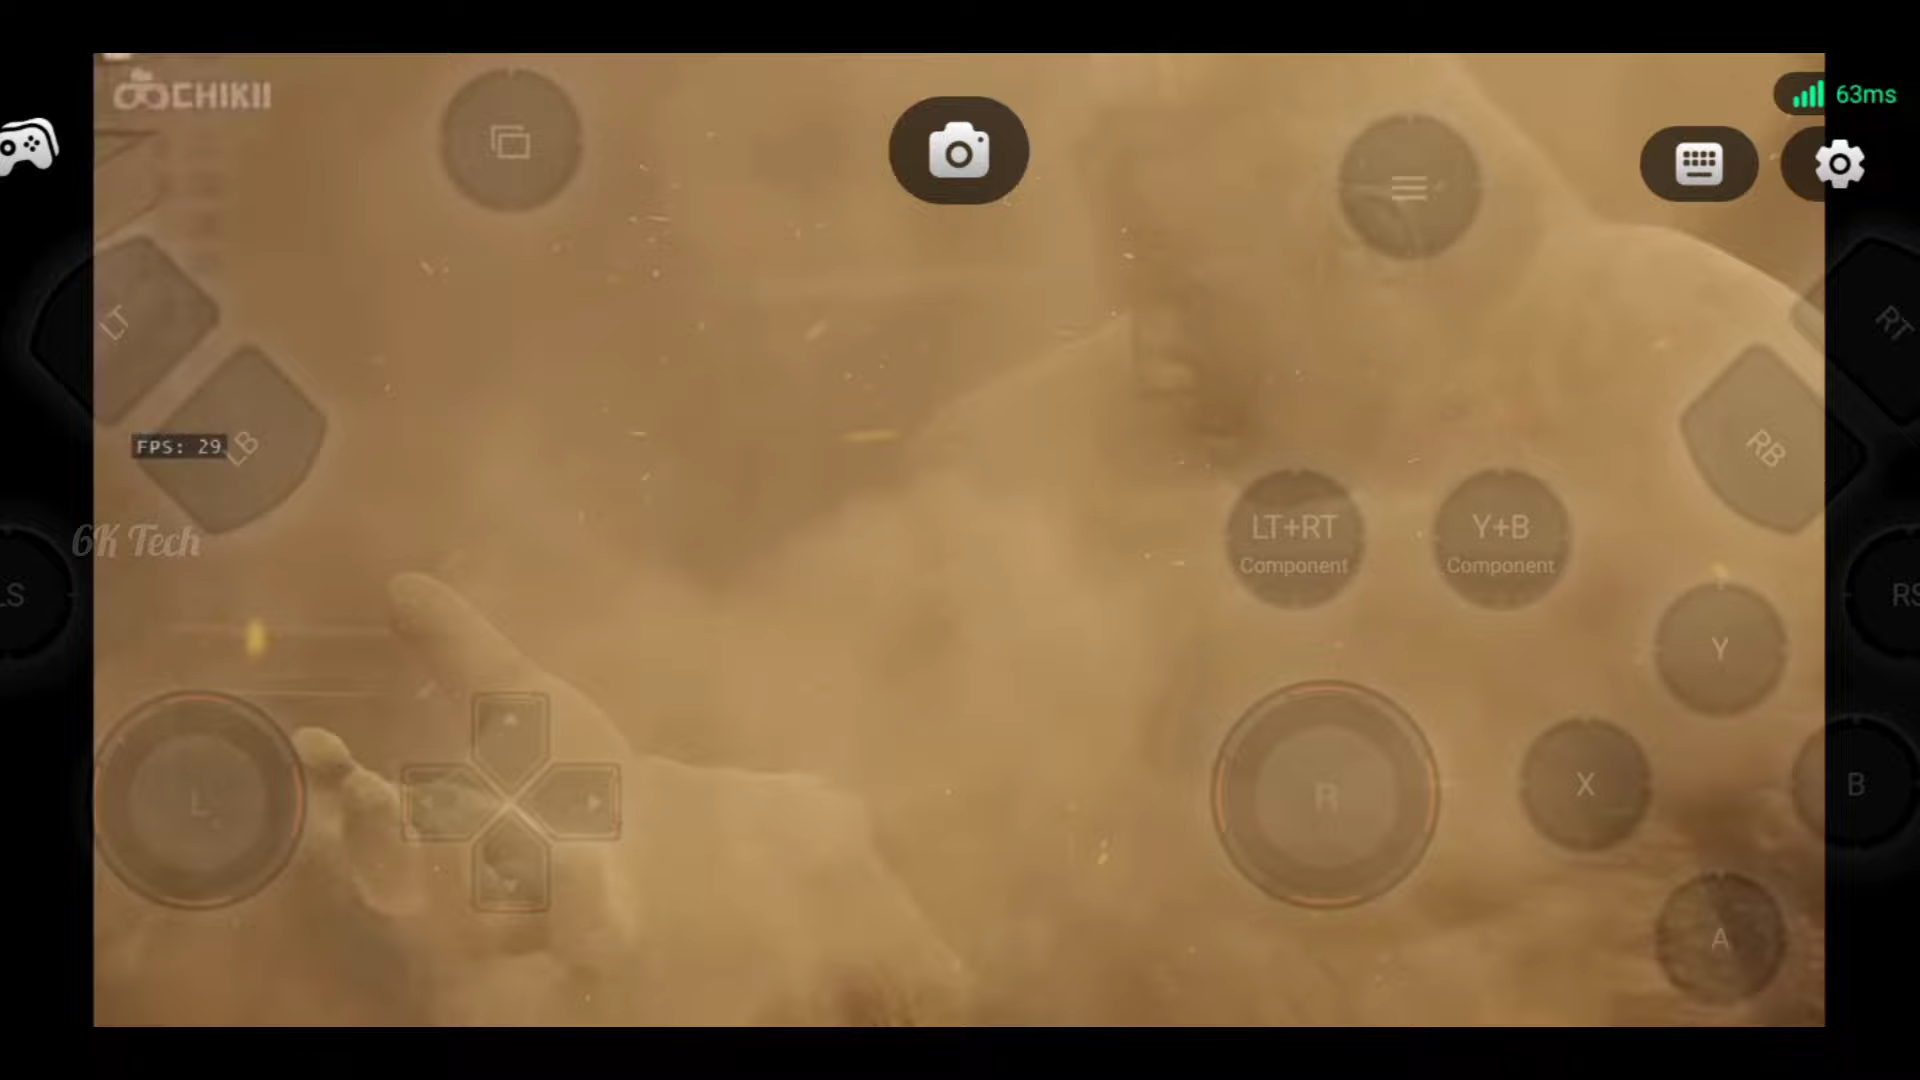 CHIKII
63ms
LT
RT
FPS: 29
LB
RB
LT+RT
Component
Y+B
Component
6K Tech
LS
RS
Y
L
R
X
B
A